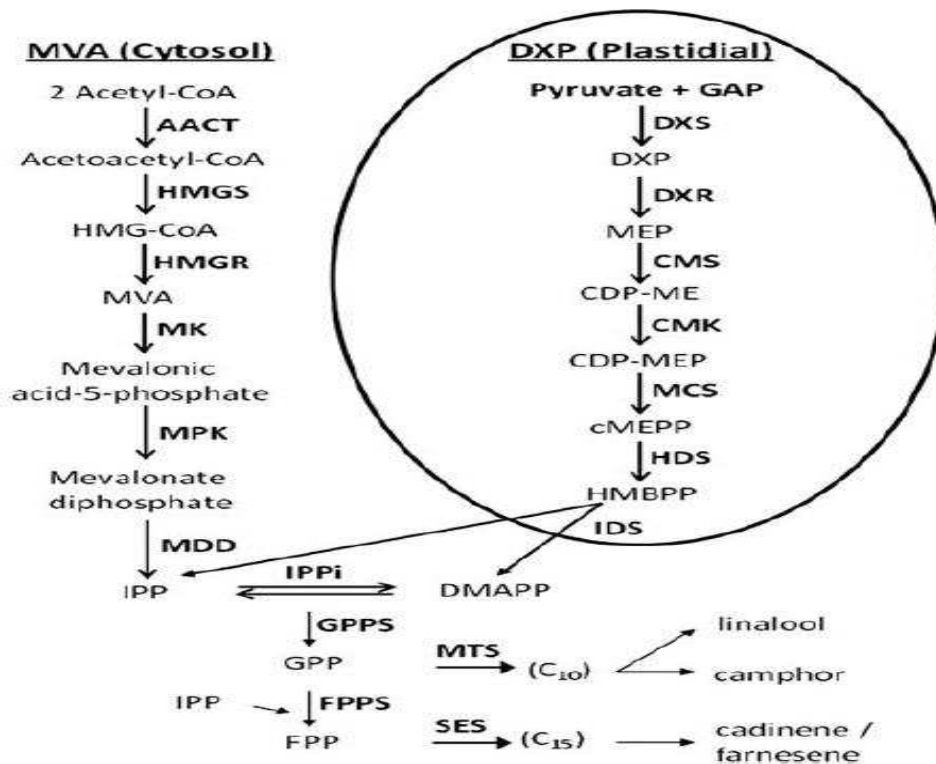 MVA (Cytosol)
2 Acetyl-CoA
AACT
Acetoacetyl-CoA
HMGS
HMG-CoA
HMGR
MVA
MK
Mevalonic
acid-5-phosphate
MPK
Mevalonate
diphosphate
MDD
IPP
DXP (Plastidial)
Pyruvate + GAP
DXS
DXP
DXR
MEP
CMS
CDP-ME
CMK
CDP-MEP
MCS
cMEPP
HDS
HMBPP
IDS
IPPi
DMAPP
GPPS
GPP
MTS
(C₁₀)
linalool
camphor
IPP
FPPS
FPP
SES
(C₁₅)
cadinene /
farnesene